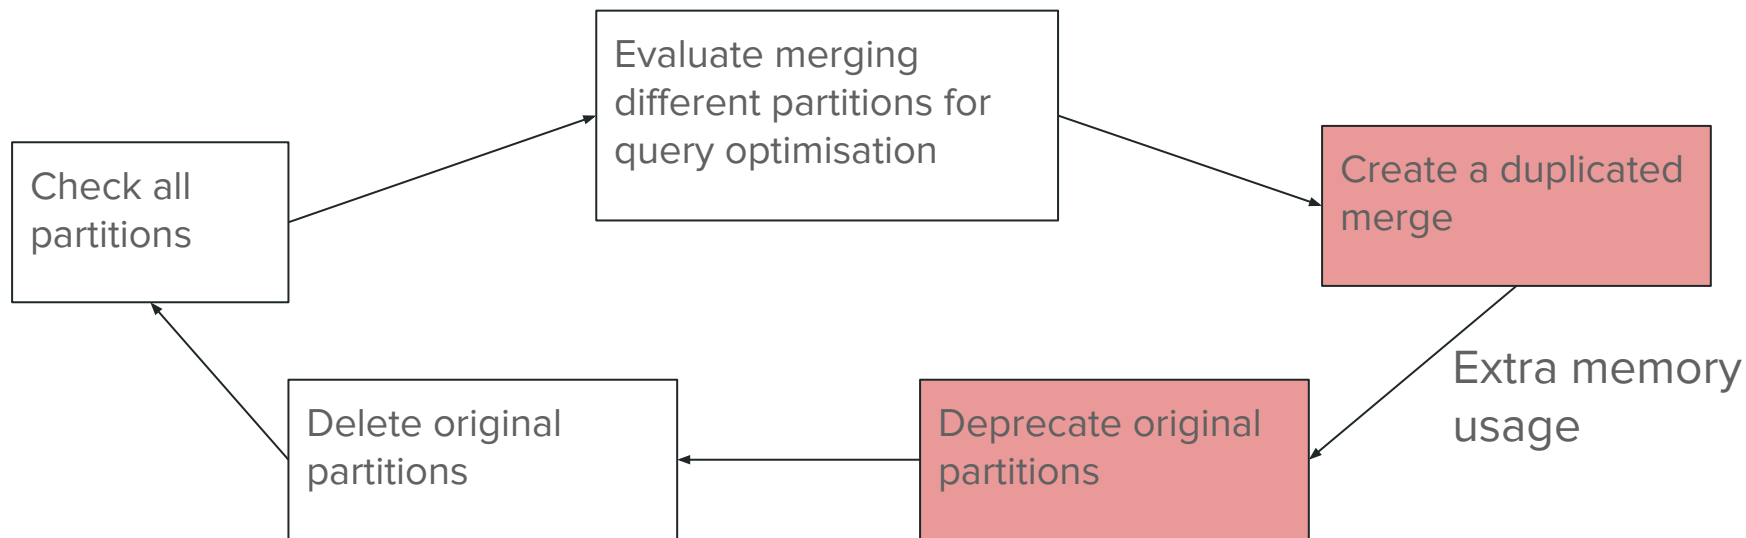 Evaluate merging
different partitions for
query optimisation
Check all
partitions
Create a duplicated
merge
Extra memory
usage
Delete original
partitions
Deprecate original
partitions